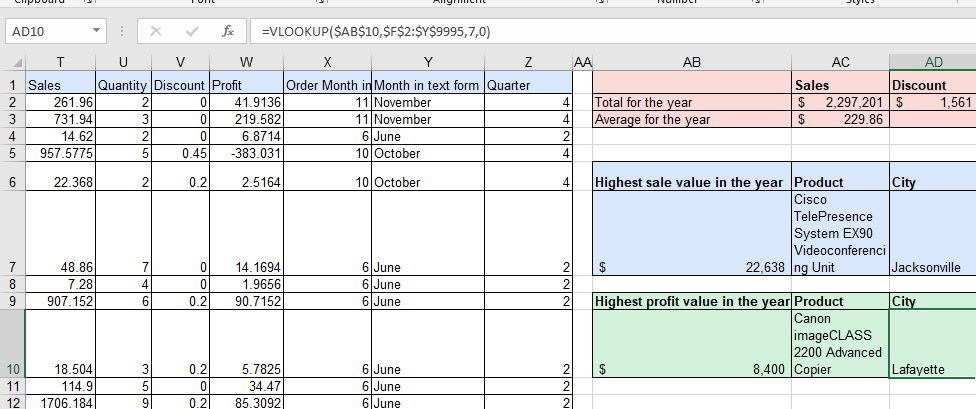 AD10 fx =VLOOKUP($AB$10,$F$2:$Y$9995,7,0)
T U V W X Y Z AA AB AC AD
1 Sales Quantity Discount Profit Order Month in Month in text form Quarter Sales Discount
2 261.96 2 0 41.9136 11 November 4 Total for the year $ 2,297,201 $ 1,561
3 731.94 3 0 219.582 11 November 4 Average for the year $ 229.86
4 14.62 2 0 6.8714 6 June 2
5 957.5775 5 0.45 -383.031 10 October 4
6 22.368 2 0.2 2.5164 10 October 4 Highest sale value in the year Product City
Cisco
TelePresence
System EX90
Videoconferenci
7 48.86 7 0 14.1694 6 June 2 $ 22,638 ng Unit Jacksonville
8 7.28 4 0 1.9656 6 June 2
9 907.152 6 0.2 90.7152 6 June 2 Highest profit value in the year Product City
Canon
imageCLASS
2200 Advanced
10 18.504 3 0.2 5.7825 6 June 2 $ 8,400 Copier Lafayette
11 114.9 5 0 34.47 6 June 2
12 1706.184 9 0.2 85.3092 6 June 2